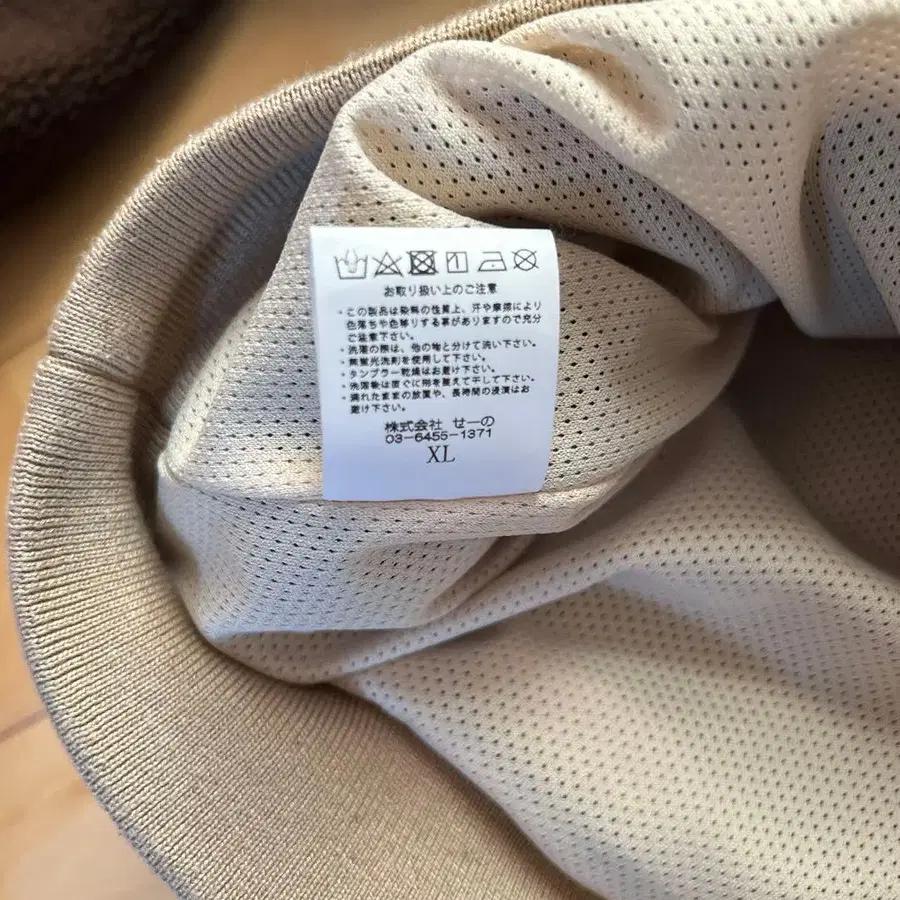 お取り扱い上のご注意
・この製品は染料の性質上、汗や摩擦により
色落ちや色移りする事がありますので充分
ご注意下さい。
・洗濯の際は、他の物と分けて洗い下さい。
・無蛍光洗剤を使用して下さい。
・タンブラー乾燥はお避け下さい。
・洗濯後は直ぐに形を整えて干して下さい。
・濡れたままの放置や、長時間の浸漬はお
避け下さい。
株式会社 せーの
03-6455-1371
XL